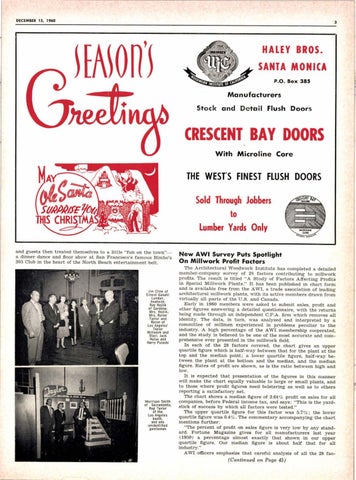 DECEMBER 15, 1960
3
SEASON'S
Greetings
MAY
Ole Santa
SURPRISE YOU
THIS CHRISTMAS
HALEY BROS.
SANTA MONICA
P.O. Box 385
Manufacturers
Stock and Detail Flush Doors
CRESCENT BAY DOORS
With Microline Core
THE WEST'S FINEST FLUSH DOORS
Sold Through Jobbers
to
Lumber Yards Only
and guests then treated themselves to a little "fun on the town"—
a dinner dance and floor show at San Francisco's famous Bimbo's
365 Club in the heart of the North Beach entertainment belt.
New AWI Survey Puts Spotlight
On Millwork Profit Factors
The Architectural Woodwork Institute has completed a detailed
member-company survey of 28 factors contributing to millwork
profits. The result is titled "A Study of Factors Affecting Profits
in Special Millwork Plants." It has been published in chart form
and is available free from the AWI, a trade association of leading
architectural millwork plants, with its active members drawn from
virtually all parts of the U.S. and Canada.
Early in 1960 members were asked to submit sales, profit and
other figures answering a detailed questionnaire, with the returns
being made through an independent C.P.A. firm which removes all
identity. The data, in turn, was analyzed and interpreted by a
committee of millmen experienced in problems peculiar to the
industry. A high percentage of the AWI membership cooperated,
and the study is believed to be one of the most accurate and com-
prehensive ever presented in the millwork field.
In each of the 28 factors covered, the chart gives an upper
quartile figure which is half-way between that for the plant at the
top and the median point; a lower quartile figure, half-way be-
tween the plant at the bottom and the median; and the median
figure. Rates of profit are shown, as is the ratio between high and
low.
It is expected that presentation of the figures in this manner
will make the chart equally valuable to large or small plants, and
to those where profit figures need bolstering as well as to others
reporting a satisfactory net.
The chart shows a median figure of 2.64% profit on sales for all
companies, before Federal income tax, and says: "This is the yard-
stick of success by which all factors were tested."
The upper quartile figure for this factor was 5.7%; the lower
quartile figure was 0.4%. The commentary accompanying the chart
mentions further:
"The percent of profit on sales figure is very low by any stand-
ard. Fortune Magazine gives for all manufacturers last year
(1959) a percentage almost exactly that shown in our upper
quartile figure. Our median figure is about half that for all
industry."
AWI officers emphasize that careful analysis of all the 28 fac-
(Continued on Page 45)